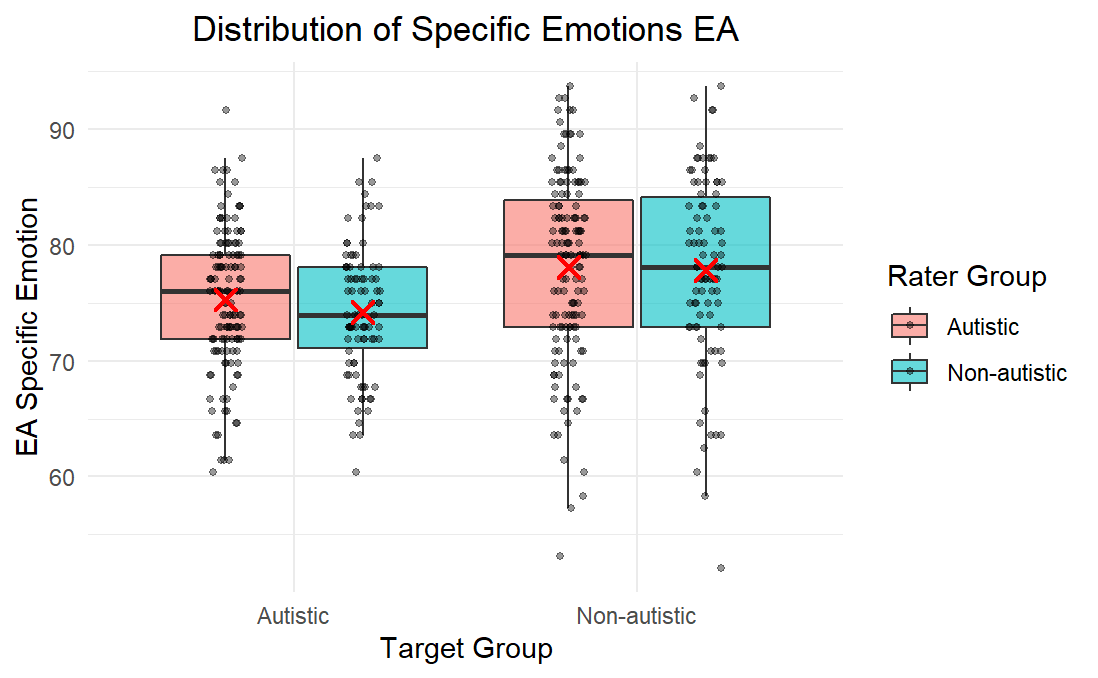 Distribution of Specific Emotions EA
EA Specific Emotion
90
80
70
60
Autistic
Non-autistic
Target Group
Rater Group
Autistic
Non-autistic